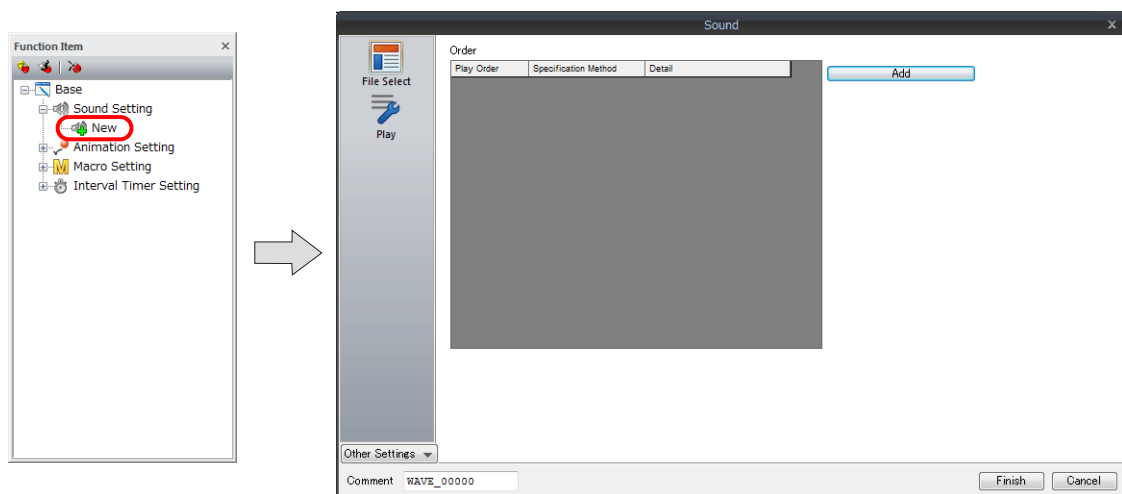 Function Item
Base
Sound Setting
New
Animation Setting
Macro Setting
Interval Timer Setting
Sound
File Select
Play
Order
Play Order Specification Method Detail
Add
Other Settings
Comment WAVE_00000
Finish Cancel